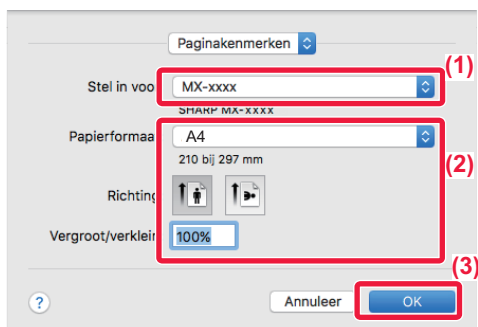 Paginakenmerken
(1)
Stel in voo
MX-xxxx
SHARP MX-xxxx
Papierformaa
A4
210 bij 297 mm
(2)
Richting
Vergroot/verklein
100%
(3)
?
Annuleer
OK